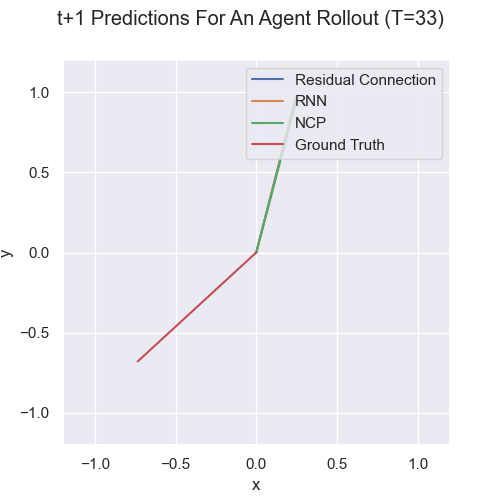 t+1 Predictions For An Agent Rollout (T=33)
Residual Connection
RNN
NCP
Ground Truth
1.0
0.5
0.0
−0.5
−1.0
y
−1.0 −0.5 0.0 0.5 1.0
x